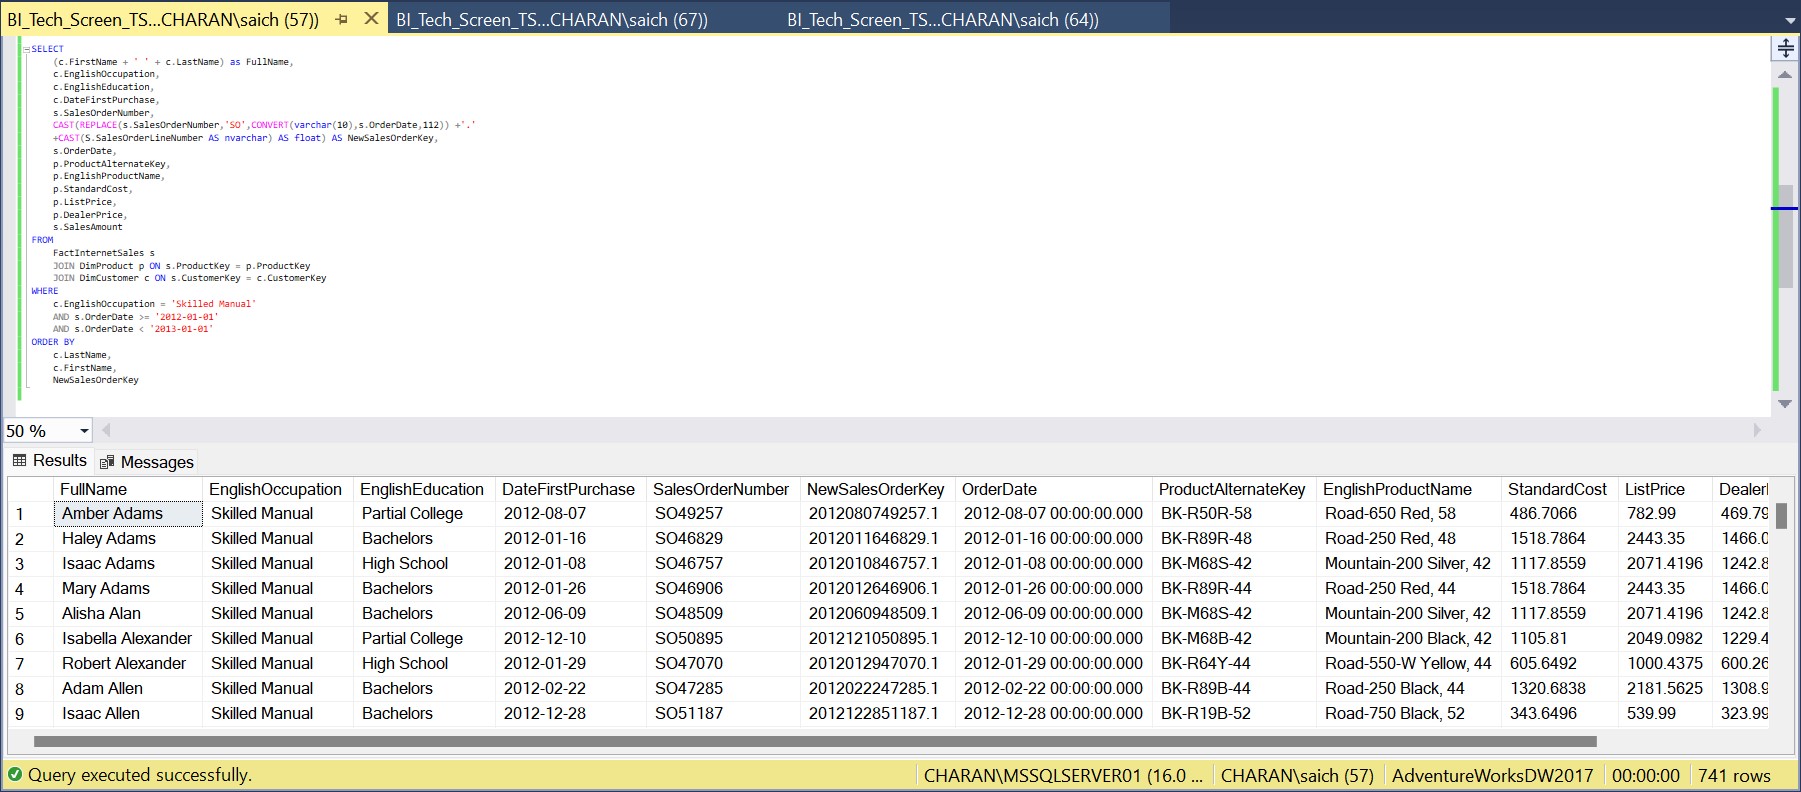 BI_Tech_Screen_TS...CHARAN\saich (57)) BI_Tech_Screen_TS...CHARAN\saich (67)) BI_Tech_Screen_TS...CHARAN\saich (64))
SELECT
(c.FirstName + ' ' + c.LastName) as FullName,
c.EnglishOccupation,
c.EnglishEducation,
c.DateFirstPurchase,
s.SalesOrderNumber,
CAST(REPLACE(s.SalesOrderNumber,'SO',CONVERT(varchar(10),s.OrderDate,112)) +'.'
+CAST(S.SalesOrderLineNumber AS nvarchar) AS float) AS NewSalesOrderKey,
s.OrderDate,
p.ProductAlternateKey,
p.EnglishProductName,
p.StandardCost,
p.ListPrice,
p.DealerPrice,
s.SalesAmount
FROM
FactInternetSales s
JOIN DimProduct p ON s.ProductKey = p.ProductKey
JOIN DimCustomer c ON s.CustomerKey = c.CustomerKey
WHERE
c.EnglishOccupation = 'Skilled Manual'
AND s.OrderDate >= '2012-01-01'
AND s.OrderDate < '2013-01-01'
ORDER BY
c.LastName,
c.FirstName,
NewSalesOrderKey
50 %
Results Messages
FullName EnglishOccupation EnglishEducation DateFirstPurchase SalesOrderNumber NewSalesOrderKey OrderDate ProductAlternateKey EnglishProductName StandardCost ListPrice Dealer
1 Amber Adams Skilled Manual Partial College 2012-08-07 SO49257 2012080749257.1 2012-08-07 00:00:00.000 BK-R50R-58 Road-650 Red, 58 486.7066 782.99 469.79
2 Haley Adams Skilled Manual Bachelors 2012-01-16 SO46829 2012011646829.1 2012-01-16 00:00:00.000 BK-R89R-48 Road-250 Red, 48 1518.7864 2443.35 1466.0
3 Isaac Adams Skilled Manual High School 2012-01-08 SO46757 2012010846757.1 2012-01-08 00:00:00.000 BK-M68S-42 Mountain-200 Silver, 42 1117.8559 2071.4196 1242.8
4 Mary Adams Skilled Manual Bachelors 2012-01-26 SO46906 2012012646906.1 2012-01-26 00:00:00.000 BK-R89R-44 Road-250 Red, 44 1518.7864 2443.35 1466.0
5 Alisha Alan Skilled Manual Bachelors 2012-06-09 SO48509 2012060948509.1 2012-06-09 00:00:00.000 BK-M68S-42 Mountain-200 Silver, 42 1117.8559 2071.4196 1242.8
6 Isabella Alexander Skilled Manual Partial College 2012-12-10 SO50895 2012121050895.1 2012-12-10 00:00:00.000 BK-M68B-42 Mountain-200 Black, 42 1105.81 2049.0982 1229.4
7 Robert Alexander Skilled Manual High School 2012-01-29 SO47070 2012012947070.1 2012-01-29 00:00:00.000 BK-R64Y-44 Road-550-W Yellow, 44 605.6492 1000.4375 600.26
8 Adam Allen Skilled Manual Bachelors 2012-02-22 SO47285 2012022247285.1 2012-02-22 00:00:00.000 BK-R89B-44 Road-250 Black, 44 1320.6838 2181.5625 1308.9
9 Isaac Allen Skilled Manual Bachelors 2012-12-28 SO51187 2012122851187.1 2012-12-28 00:00:00.000 BK-R19B-52 Road-750 Black, 52 343.6496 539.99 323.99
Query executed successfully. CHARAN\MSSQLSERVER01 (16.0 ... CHARAN\saich (57) AdventureWorksDW2017 00:00:00 741 rows